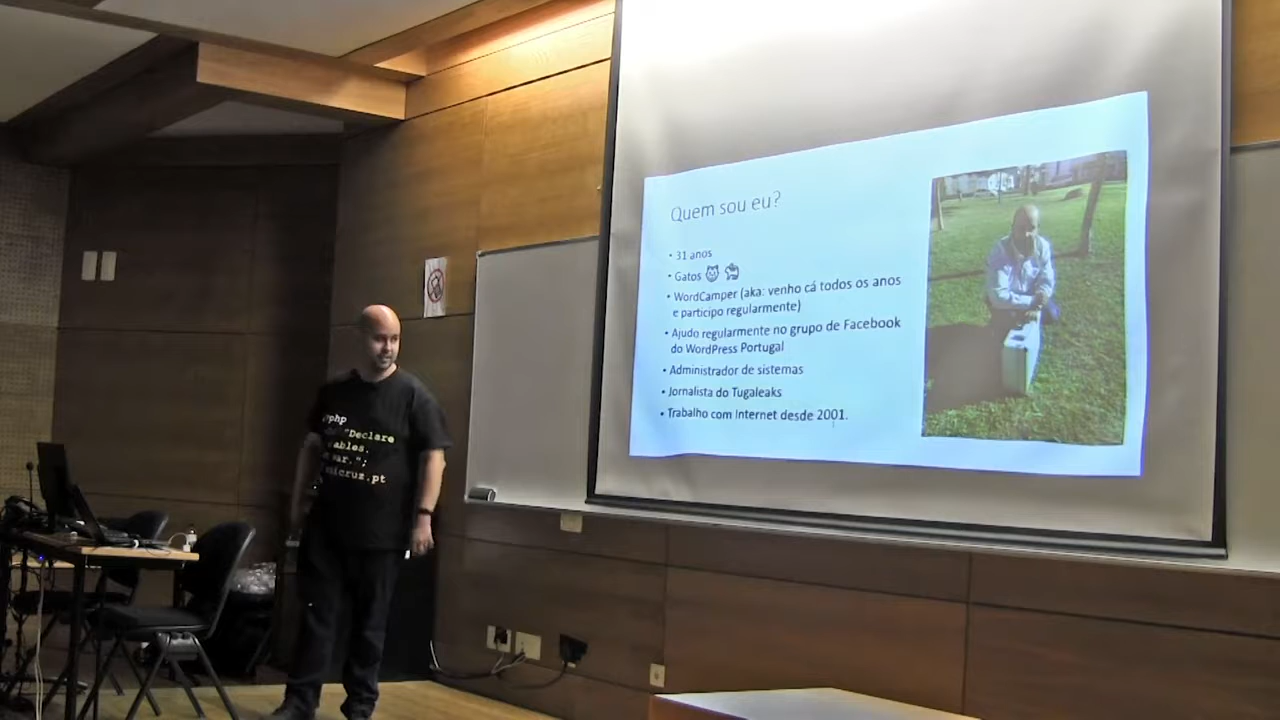 Quem sou eu?
• 31 anos
• Gatos
• WordCamper (aka: venho cá todos os anos
e participo regularmente)
• Ajudo regularmente no grupo de Facebook
do WordPress Portugal
• Administrador de sistemas
• Jornalista do Tugaleaks
• Trabalho com Internet desde 2001.
php
"Declare
ables.
var.";
icruz.pt